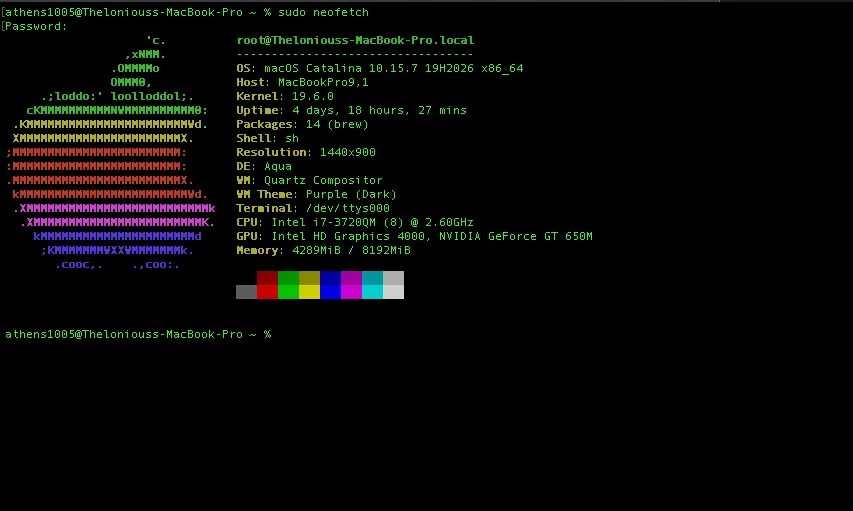 [athens1005@Theloniouss-MacBook-Pro ~ % sudo neofetch
[Password:
                    'c.          root@Theloniouss-MacBook-Pro.local
                 ,xNMM.          ----------------------------------
               .OMMMMo           OS: macOS Catalina 10.15.7 19H2026 x86_64
               OMMM0,            Host: MacBookPro9,1
     .;loddo:' loolloddol;.      Kernel: 19.6.0
   cKMMMMMMMMMMNWMMMMMMMMMM0:    Uptime: 4 days, 18 hours, 27 mins
 .KMMMMMMMMMMMMMMMMMMMMMMMWd.    Packages: 14 (brew)
 XMMMMMMMMMMMMMMMMMMMMMMMX.      Shell: sh
;MMMMMMMMMMMMMMMMMMMMMMMM:       Resolution: 1440x900
:MMMMMMMMMMMMMMMMMMMMMMMM:       DE: Aqua
.MMMMMMMMMMMMMMMMMMMMMMMMX.      WM: Quartz Compositor
 kMMMMMMMMMMMMMMMMMMMMMMMMWd.    WM Theme: Purple (Dark)
 .XMMMMMMMMMMMMMMMMMMMMMMMMMMk   Terminal: /dev/ttys000
  .XMMMMMMMMMMMMMMMMMMMMMMMMK.   CPU: Intel i7-3720QM (8) @ 2.60GHz
    kMMMMMMMMMMMMMMMMMMMMMMd     GPU: Intel HD Graphics 4000, NVIDIA GeForce GT 650M
     ;KMMMMMMMWXXWMMMMMMMk.      Memory: 4289MiB / 8192MiB
       .cooc,.    .,coo:.
athens1005@Theloniouss-MacBook-Pro ~ %